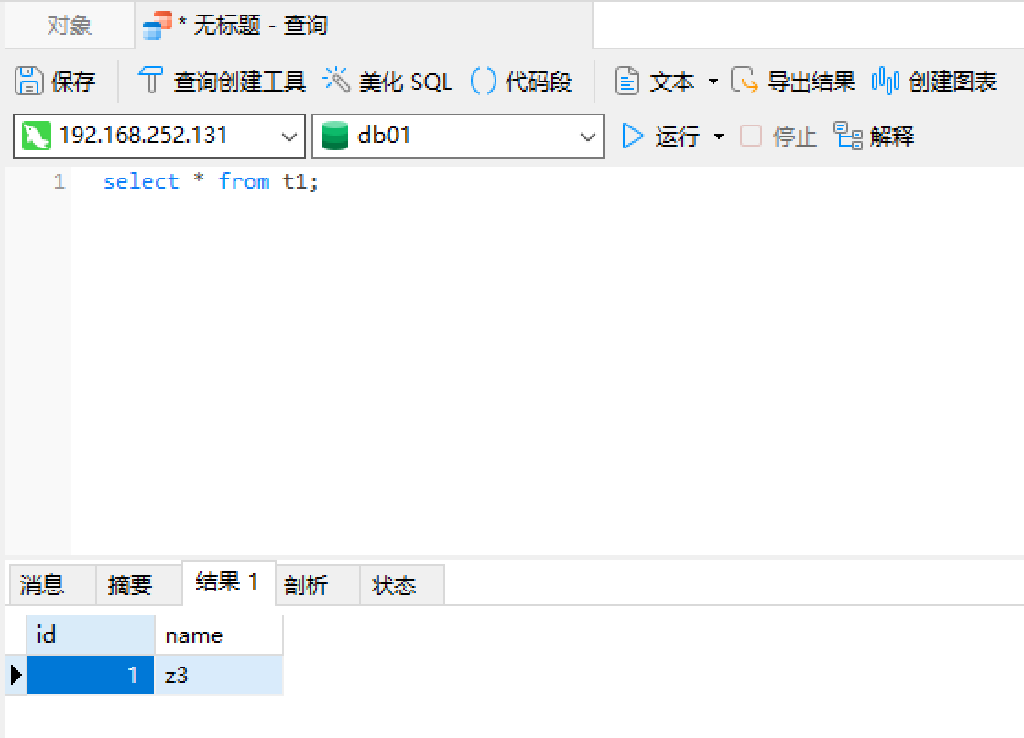 对象 * 无标题 - 查询
保存 查询创建工具 美化 SQL () 代码段 文本 导出结果 创建图表
192.168.252.131 db01 运行 停止 解释
1 select * from t1;
消息 摘要 结果 1 剖析 状态
id name
1 z3